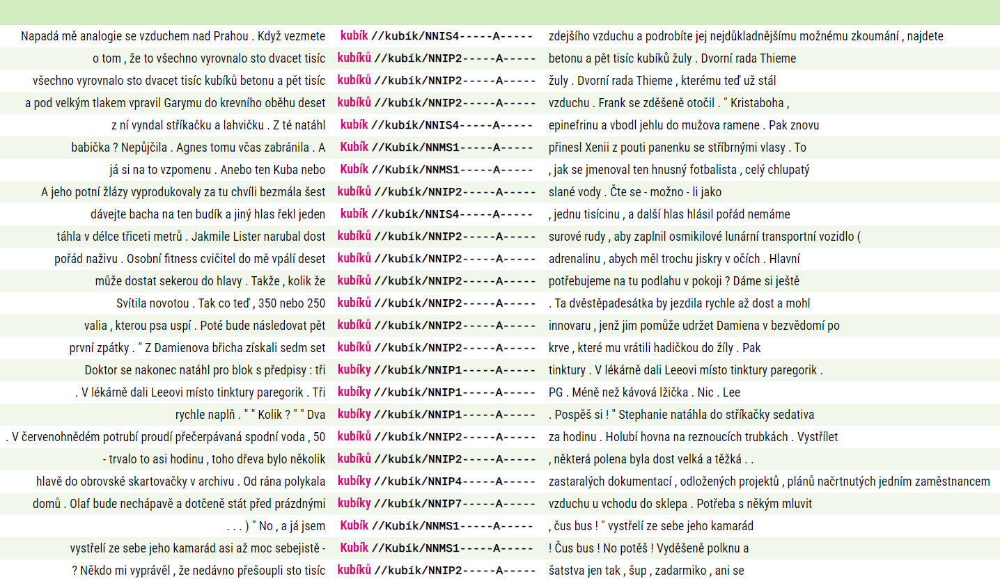 Napadá mě analogie se vzduchem nad Prahou . Když vezmete kubík //kubík/NNIS4-----A----- zdejšího vzduchu a podrobíte jej nejdůkladnějšímu možnému zkoumání , najdete
o tom , že to všechno vyrovnalo sto dvacet tisíc kubíků //kubík/NNIP2-----A----- betonu a pět tisíc kubíků žuly . Dvorní rada Thieme
všechno vyrovnalo sto dvacet tisíc kubíků betonu a pět tisíc kubíků //kubík/NNIP2-----A----- žuly . Dvorní rada Thieme , kterému teď už stál
a pod velkým tlakem vpravil Garymu do krevního oběhu deset kubíků //kubík/NNIP2-----A----- vzduchu . Frank se zděšeně otočil . " Kristaboha ,
z ní vyndal stříkačku a lahvičku . Z té natáhl kubík //kubík/NNIS4-----A----- epinefrinu a vbodl jehlu do mužova ramene . Pak znovu
babička ? Nepůjčila . Agnes tomu včas zabránila . A Kubík //Kubík/NNMS1-----A----- přinesl Xenii z pouti panenku se stříbrnými vlasy . To
já si na to vzpomenu . Anebo ten Kuba nebo Kubík //Kubík/NNMS1-----A----- , jak se jmenoval ten hnusný fotbalista , celý chlupatý
A jeho potní žlázy vyprodukovaly za tu chvíli bezmála šest kubíků //kubík/NNIP2-----A----- slané vody . Čte se - možno - li jako
dávejte bacha na ten budík a jiný hlas řekl jeden kubík //kubík/NNIS4-----A----- , jednu tisícinu , a další hlas hlásil pořád nemáme
táhla v délce třiceti metrů . Jakmile Lister narubal dost kubíků //kubík/NNIP2-----A----- surové rudy , aby zaplnil osmikilové lunární transportní vozidlo (
pořád naživu . Osobní fitness cvičitel do mě vpálí deset kubíků //kubík/NNIP2-----A----- adrenalinu , abych měl trochu jiskry v očích . Hlavní
může dostat sekerou do hlavy . Takže , kolik že kubíků //kubík/NNIP2-----A----- potřebujeme na tu podlahu v pokoji ? Dáme si ještě
Svítila novotou . Tak co teď , 350 nebo 250 kubíků //kubík/NNIP2-----A----- . Ta dvěstěpadesátka by jezdila rychle až dost a mohl
valia , kterou psa uspí . Poté bude následovat pět kubíků //kubík/NNIP2-----A----- innovaru , jenž jim pomůže udržet Damiena v bezvědomí po
první zpátky . " Z Damienova břicha získali sedm set kubíků //kubík/NNIP2-----A----- krve , které mu vrátili hadičkou do žíly . Pak
Doktor se nakonec natáhl pro blok s předpisy : tři kubíky //kubík/NNIP1-----A----- tinktury . V lékárně dali Leeovi místo tinktury paregorik .
. V lékárně dali Leeovi místo tinktury paregorik . Tři kubíky //kubík/NNIP1-----A----- PG . Méně než kávová lžička . Nic . Lee
rychle naplň . " " Kolik ? " " Dva kubíky //kubík/NNIP1-----A----- . Pospěš si ! " Stephanie natáhla do stříkačky sedativa
. V červenohnědém potrubí proudí přečerpávaná spodní voda , 50 kubíků //kubík/NNIP2-----A----- za hodinu . Holubí hovna na reznoucích trubkách . Vystřílet
- trvalo to asi hodinu , toho dřeva bylo několik kubíků //kubík/NNIP2-----A----- , některá polena byla dost velká a těžká . .
hlavě do obrovské skartovačky v archivu . Od rána polykala kubíky //kubík/NNIP4-----A----- zastaralých dokumentací , odložených projektů , plánů načrtnutých jedním zaměstnancem
domů . Olaf bude nechápavě a dotčeně stát před prázdnými kubíky //kubík/NNIP7-----A----- vzduchu u vchodu do sklepa . Potřeba s někým mluvit
. . . ) " No , a já jsem Kubík //Kubík/NNMS1-----A----- , čus bus ! " vystřelí ze sebe jeho kamarád
vystřelí ze sebe jeho kamarád asi až moc sebejistě - Kubík //Kubík/NNMS1-----A----- ! Čus bus ! No potěš ! Vyděšeně polknu a
? Někdo mi vyprávěl , že nedávno přešoupli sto tisíc kubíků //kubík/NNIP2-----A----- šatstva jen tak , šup , zadarmiko , ani se